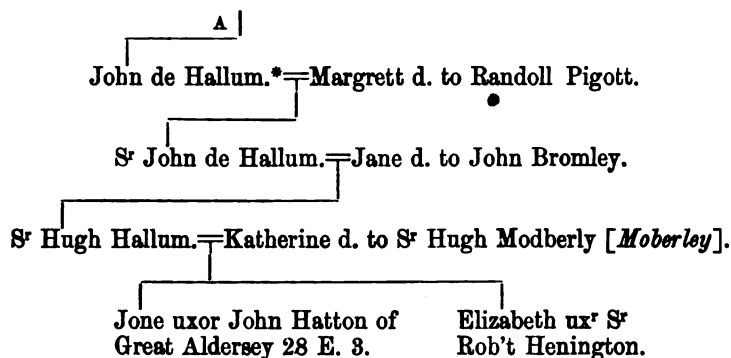 A
John de Hallum.*=Margrett d. to Randoll Pigott.
Sʳ John de Hallum.=Jane d. to John Bromley.
Sʳ Hugh Hallum.=Katherine d. to Sʳ Hugh Modberly [Moberley].
Jone uxor John Hatton of
Great Aldersey 28 E. 3.
Elizabeth uxʳ Sʳ
Rob't Henington.